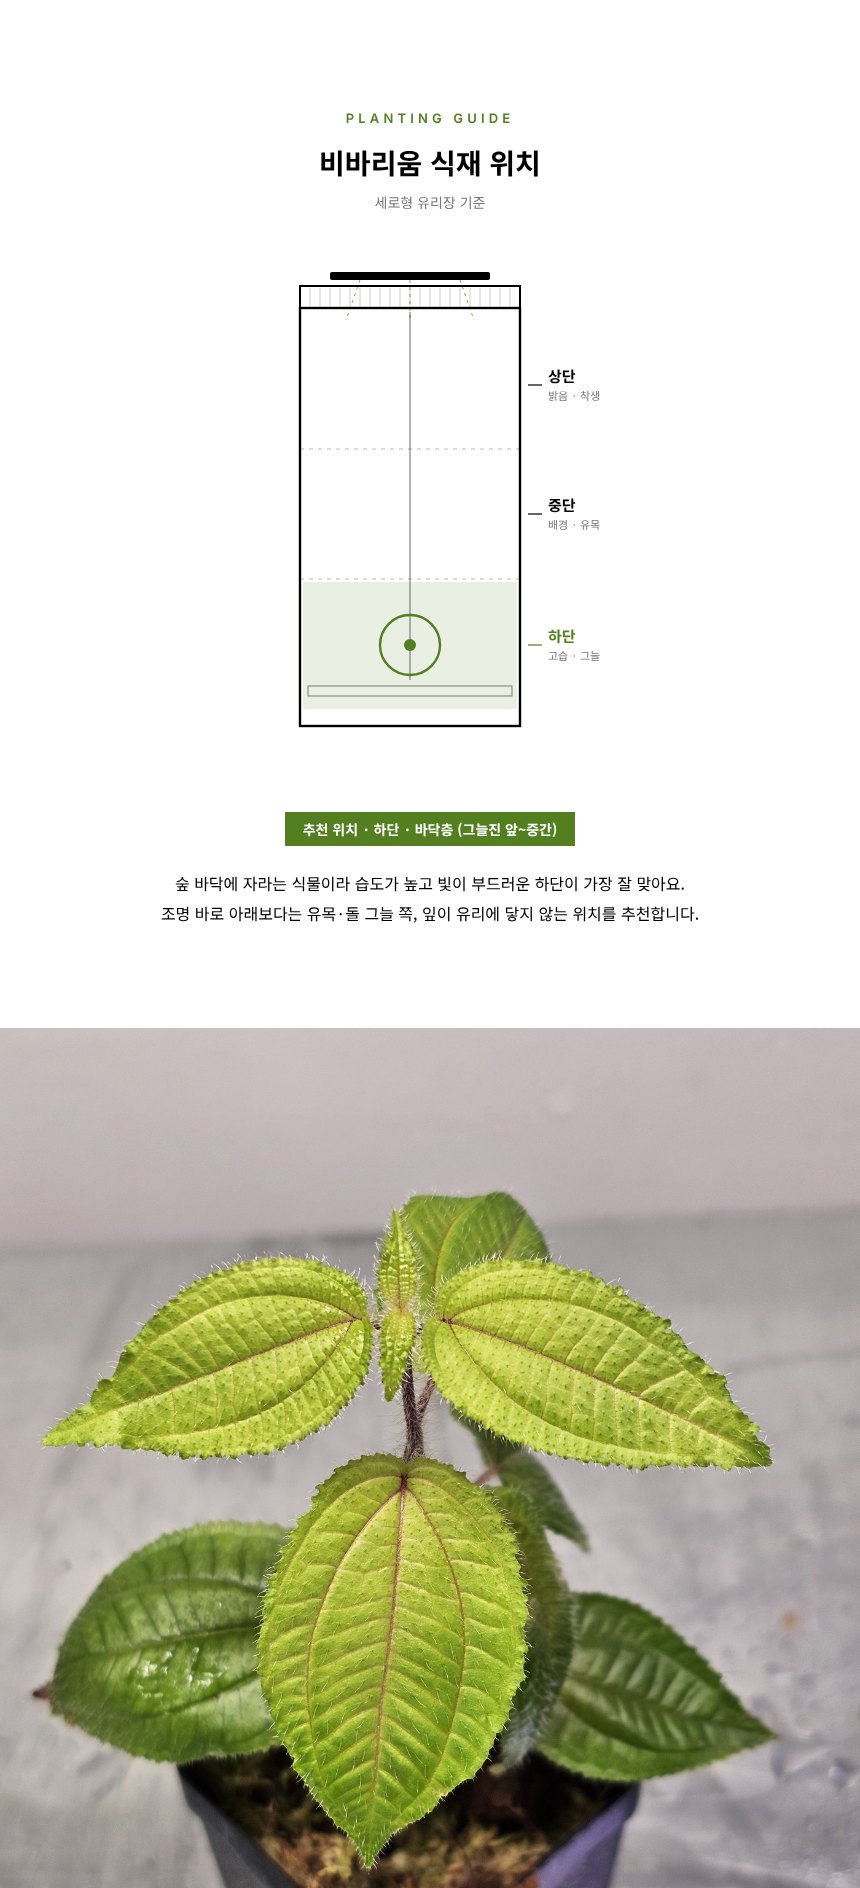 PLANTING GUIDE
비바리움 식재 위치
세로형 유리장 기준
상단
밝음 · 착생
중단
배경 · 유목
하단
고습 · 그늘
추천 위치 · 하단 · 바닥층 (그늘진 앞~중간)
숲 바닥에 자라는 식물이라 습도가 높고 빛이 부드러운 하단이 가장 잘 맞아요.
조명 바로 아래보다는 유목·돌 그늘 쪽, 잎이 유리에 닿지 않는 위치를 추천합니다.